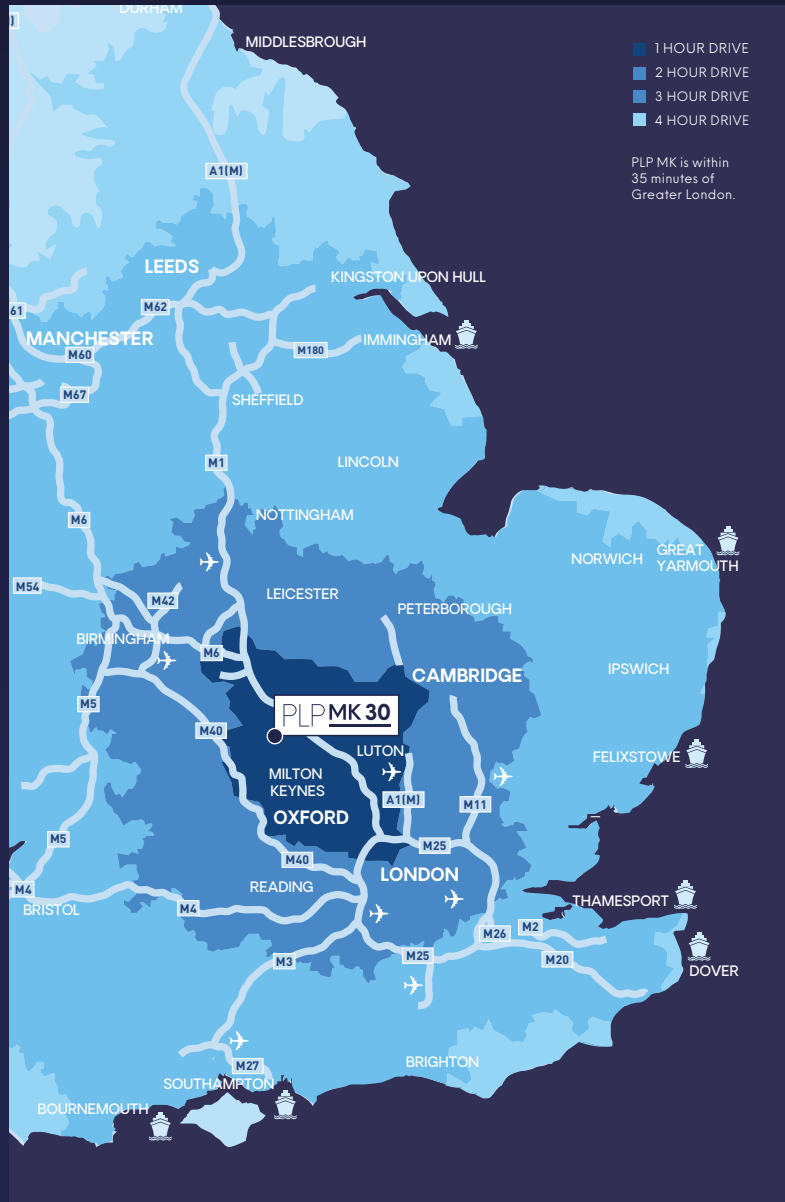 DURHAM
MIDDLESBROUGH
1 HOUR DRIVE
2 HOUR DRIVE
3 HOUR DRIVE
4 HOUR DRIVE
PLP MK is within
35 minutes of
Greater London.
A1(M)
LEEDS
KINGSTON UPON HULL
M62
61
MANCHESTER
M60
IMMINGHAM
M180
M67
SHEFFIELD
M1
LINCOLN
M6
NOTTINGHAM
NORWICH
GREAT
YARMOUTH
M54
M42
LEICESTER
PETERBOROUGH
BIRMINGHAM
M6
CAMBRIDGE
IPSWICH
M5
PLP MK 30
M40
LUTON
FELIXSTOWE
MILTON
KEYNES
A1(M)
M11
OXFORD
M5
M25
M40
LONDON
READING
M4
THAMESPORT
BRISTOL
M4
M26
M2
M25
M20
M3
DOVER
BRIGHTON
M27
SOUTHAMPTON
BOURNEMOUTH